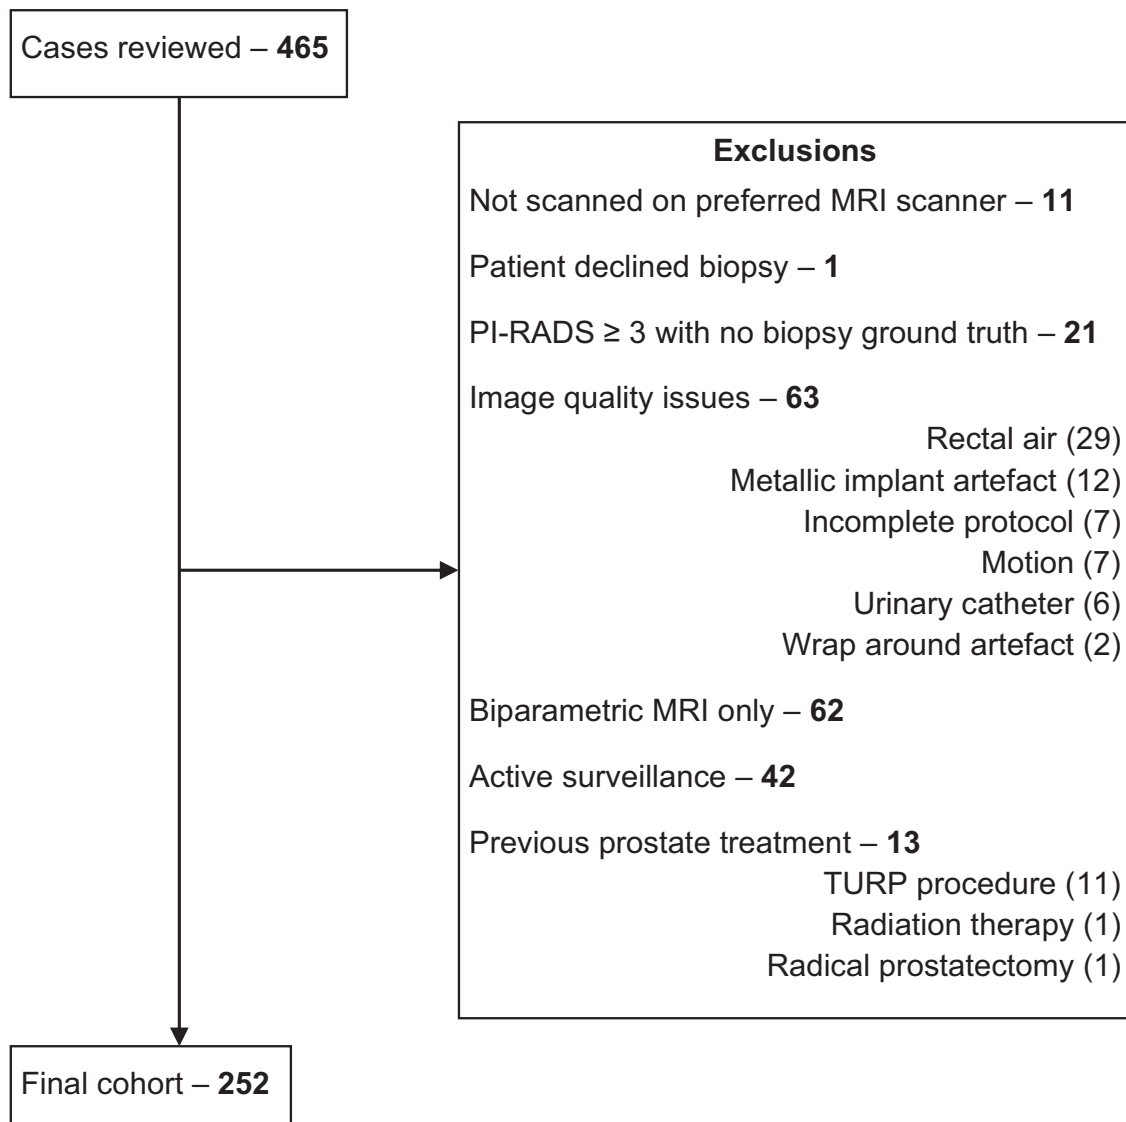 Cases reviewed – 465
Exclusions
Not scanned on preferred MRI scanner – 11
Patient declined biopsy – 1
PI-RADS ≥ 3 with no biopsy ground truth – 21
Image quality issues – 63
Rectal air (29)
Metallic implant artefact (12)
Incomplete protocol (7)
Motion (7)
Urinary catheter (6)
Wrap around artefact (2)
Biparametric MRI only – 62
Active surveillance – 42
Previous prostate treatment – 13
TURP procedure (11)
Radiation therapy (1)
Radical prostatectomy (1)
Final cohort – 252